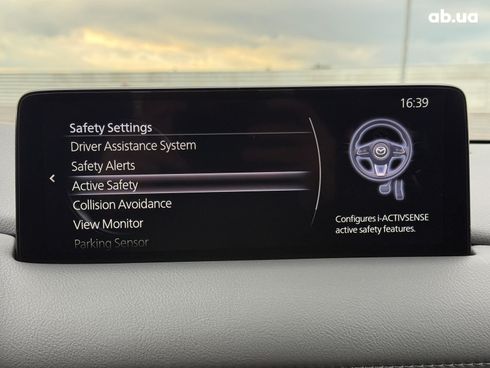 ab.ua
16:39
Safety Settings
Driver Assistance System
Safety Alerts
Active Safety
Collision Avoidance
View Monitor
Parking Sensor
Configures i-ACTIVSENSE
active safety features.